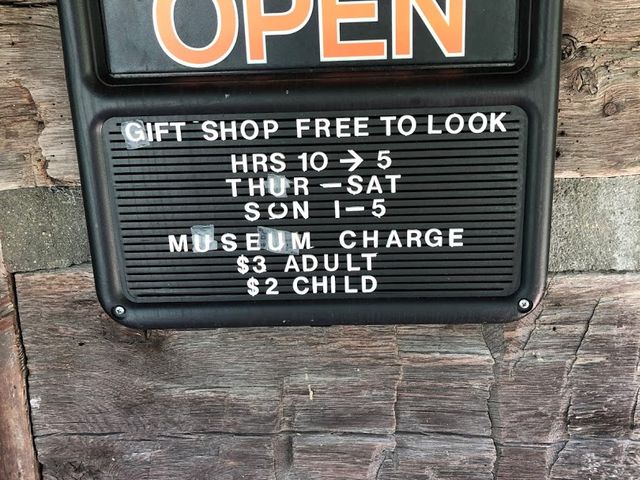 OPEN
GIFT SHOP FREE TO LOOK
HRS 10 → 5
THUR – SAT
SUN 1–5
MUSEUM CHARGE
$3 ADULT
$2 CHILD